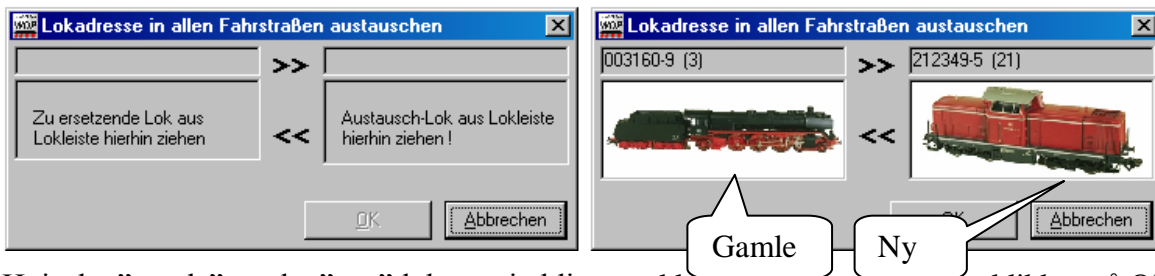 Lokadresse in allen Fahrstraßen austauschen
>>
Zu ersetzende Lok aus
Lokleiste hierhin ziehen
<<
Austausch-Lok aus Lokleiste
hierhin ziehen !
OK
Abbrechen
Lokadresse in allen Fahrstraßen austauschen
003160-9 (3)
>>
212349-5 (21)
<<
Abbrechen
Gamle
Ny